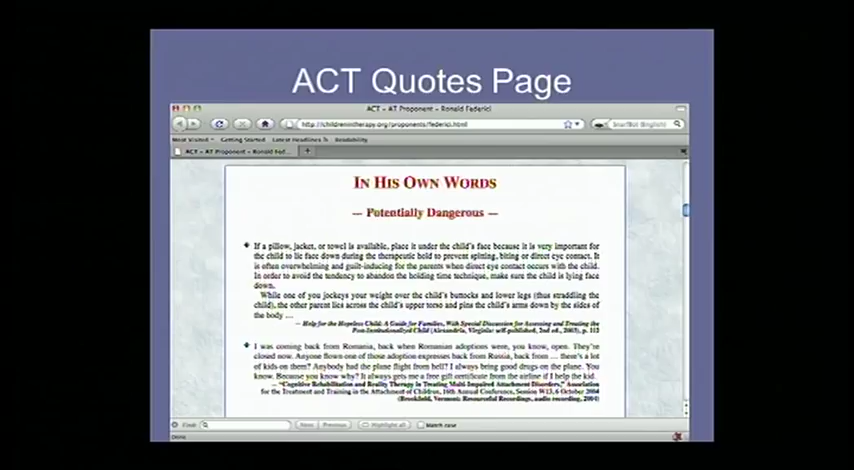 ACT Quotes Page
ACT - AT Proponent - Ronald Federici
http://childrenintherapy.org/proponents/federici.html
Most Visited Getting Started Latest Headlines Readability
ACT - AT Proponent - Ronald Fed...
IN HIS OWN WORDS
— Potentially Dangerous —
If a pillow, jacket, or towel is available, place it under the child's face because it is very important for
the child to lie face down during the therapeutic hold to prevent spitting, biting or direct eye contact. It
is often overwhelming and guilt-inducing for the parents when direct eye contact occurs with the child.
In order to avoid the tendency to abandon the holding technique, make sure the child is lying face
down.
While one of you jockeys your weight over the child's buttocks and lower legs (thus straddling the
child), the other parent lies across the child's upper torso and pins the child's arms down by the sides of
the body ...
— Help for the Hopeless Child: A Guide for Families, With Special Discussion for Assessing and Treating the
Post-Institutionalized Child (Alexandria, Virginia: self-published, 2nd ed., 2003), p. 113
I was coming back from Romania, back when Romanian adoptions were, you know, open. They're
closed now. Anyone flown one of those adoption expresses back from Russia, back from ... there's a lot
of kids on them? Anybody had the plane flight from hell? I always bring good drugs on the plane. You
know. Because you know why? It always gets me a free gift certificate from the airline if I help the kid.
— "Cognitive Rehabilitation and Reality Therapy in Treating Multi-Impaired Attachment Disorders," Association
for the Treatment and Training in the Attachment of Children, 16th Annual Conference, Session W13, 6 October 2004
(Brookfield, Vermont: Resourceful Recordings, audio recording, 2004)
Find: Next Previous Highlight all Match case
Done